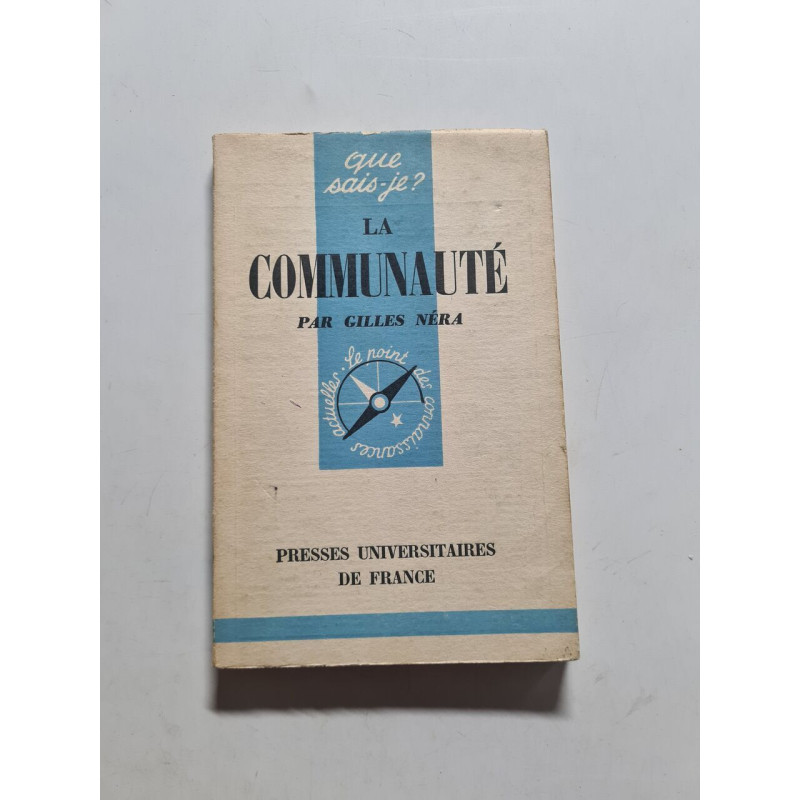 que
sais-je?
LA
COMMUNAUTÉ
PAR GILLES NÉRA
Le point des connaissances actuelles.
PRESSES UNIVERSITAIRES
DE FRANCE